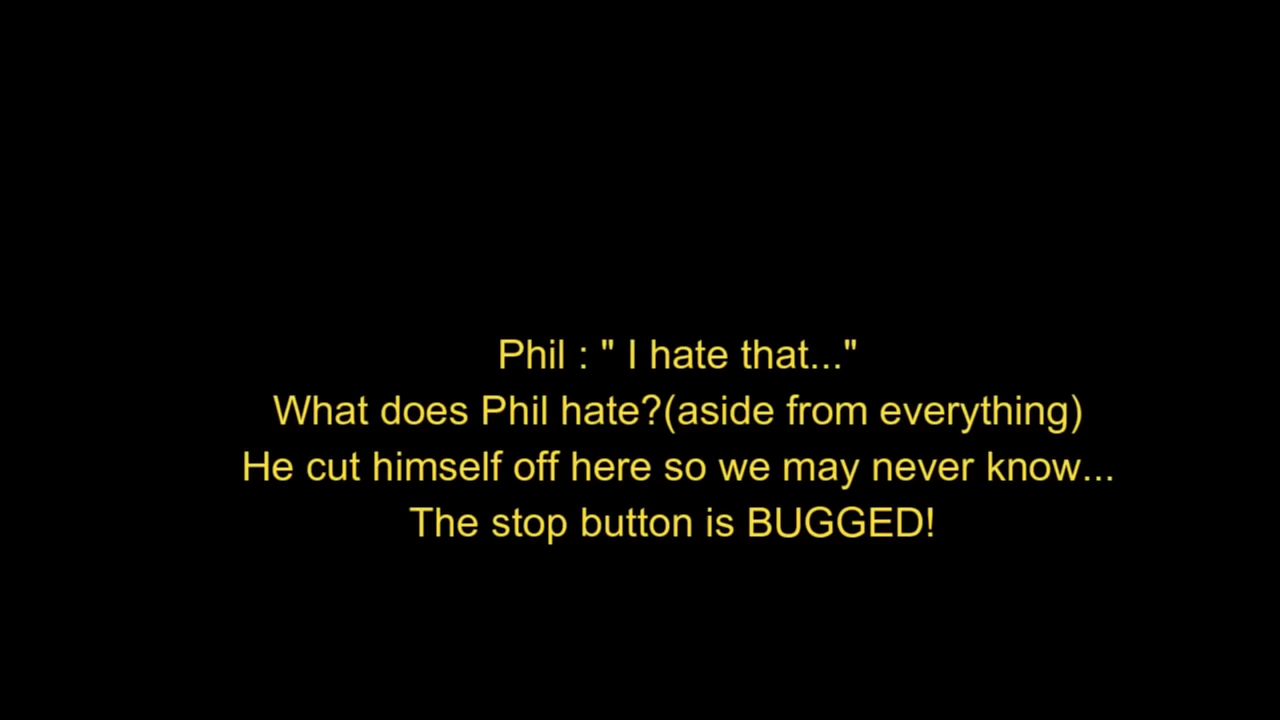 Phil : " I hate that..."
What does Phil hate?(aside from everything)
He cut himself off here so we may never know...
The stop button is BUGGED!